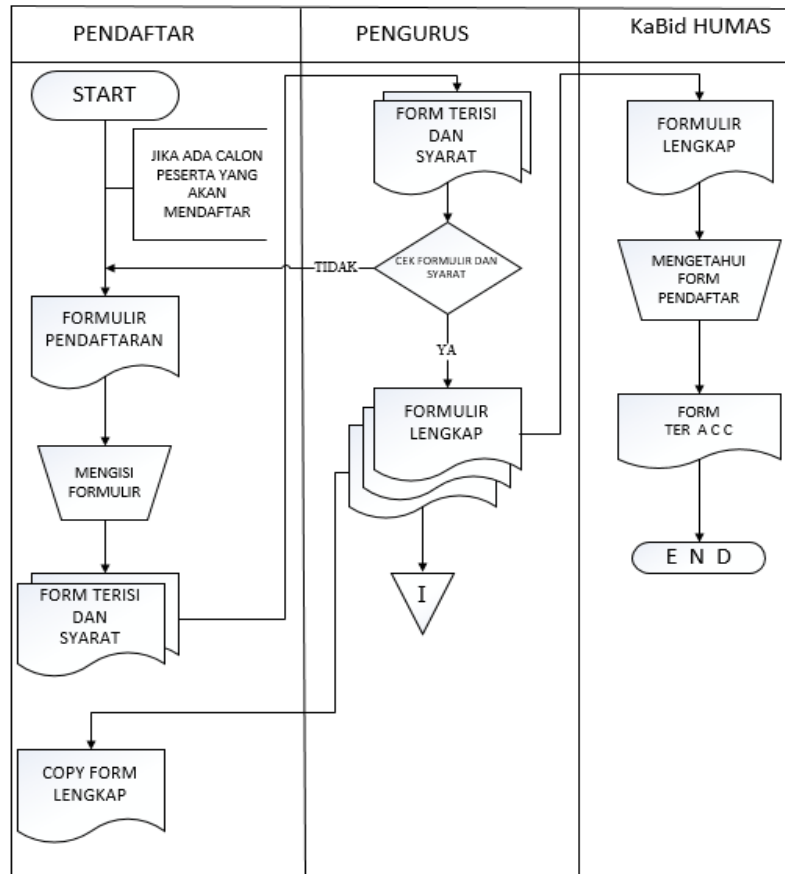 PENDAFTAR
PENGURUS
KaBid HUMAS
START
JIKA ADA CALON
PESERTA YANG
AKAN
MENDAFTAR
FORMULIR
PENDAFTARAN
MENGISI
FORMULIR
FORM TERISI
DAN
SYARAT
COPY FORM
LENGKAP
FORM TERISI
DAN
SYARAT
CEK FORMULIR DAN
SYARAT
TIDAK
YA
FORMULIR
LENGKAP
I
FORMULIR
LENGKAP
MENGETAHUI
FORM
PENDAFTAR
FORM
TER A C C
E N D